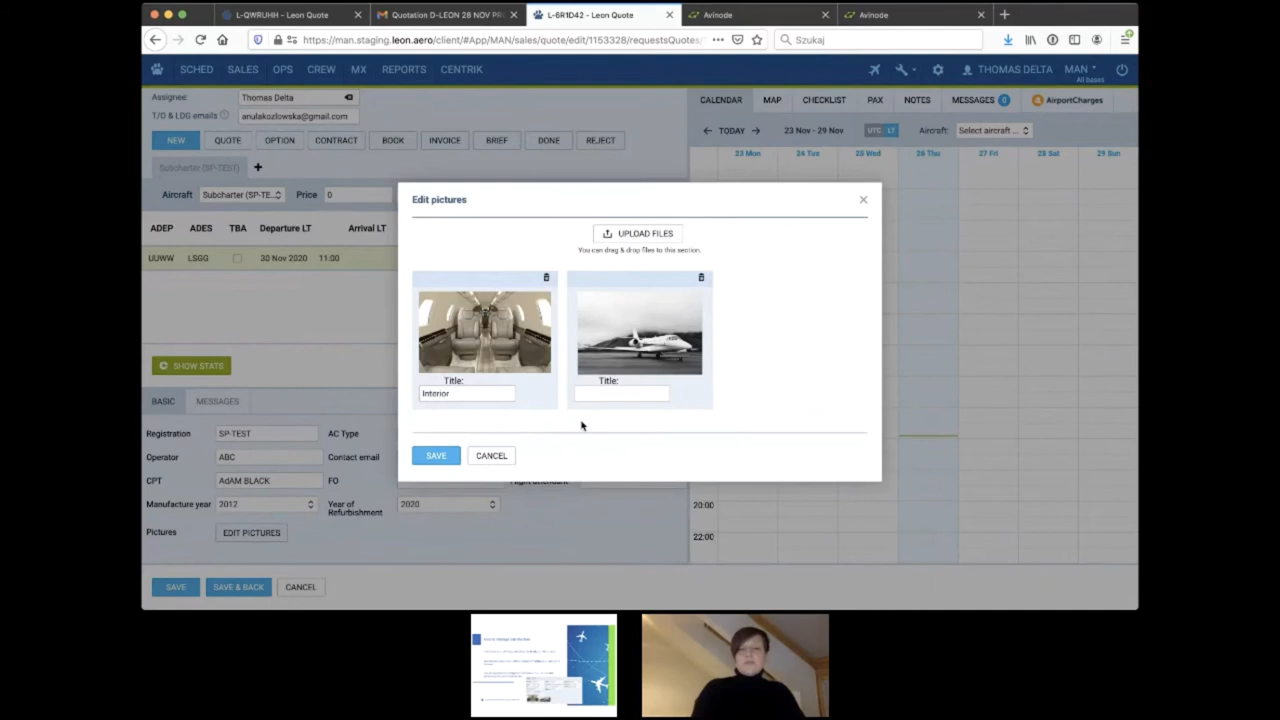 L-QWRUHH - Leon Quote
Quotation D-LEON 28 NOV PR
L-6R1D42 - Leon Quote
Avinode
Avinode
https://man.staging.leon.aero/client/#App/MAN/sales/quote/edit/1153328/requestsQuotes/
Szukaj
SCHED SALES OPS CREW MX REPORTS CENTRIK
THOMAS DELTA MAN
All bases
Assignee: Thomas Delta
T/O & LDG emails anulakozlowska@gmail.com
NEW QUOTE OPTION CONTRACT BOOK INVOICE BRIEF DONE REJECT
Subcharter (SP-TEST)
Aircraft Subcharter (SP-TE... Price 0
ADEP ADES TBA Departure LT Arrival LT
UUWW LSGG 30 Nov 2020 11:00
SHOW STATS
BASIC MESSAGES
Registration SP-TEST AC Type
Operator ABC Contact email
CPT AdAM BLACK FO
Manufacture year 2012 Year of Refurbishment 2020
Pictures EDIT PICTURES
SAVE SAVE & BACK CANCEL
Edit pictures
UPLOAD FILES
You can drag & drop files to this section.
Title: Title:
Interior
SAVE CANCEL
CALENDAR MAP CHECKLIST PAX NOTES MESSAGES 0 AirportCharges
TODAY 23 Nov - 29 Nov UTC LT Aircraft: Select aircraft ...
23 Mon 24 Tue 25 Wed 26 Thu 27 Fri 28 Sat 29 Sun
20:00
22:00